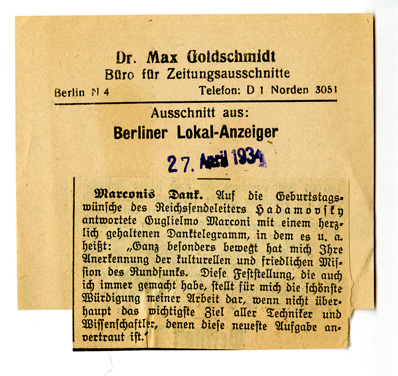 Dr. Max Goldschmidt
Büro für Zeitungsausschnitte
Berlin N 4 Telefon: D 1 Norden 3051
Ausschnitt aus:
Berliner Lokal-Anzeiger
27. April 1934
Marconis Dank. Auf die Geburtstags-
wünsche des Reichssendeleiters Hadamovsky
antwortete Guglielmo Marconi mit einem herz-
lich gehaltenen Danktelegramm, in dem es u. a.
heißt: „Ganz besonders bewegt hat mich Ihre
Anerkennung der kulturellen und friedlichen Mis-
sion des Rundfunks. Diese Feststellung, die auch
ich immer gemacht habe, stellt für mich die schönste
Würdigung meiner Arbeit dar, wenn nicht über-
haupt das wichtigste Ziel aller Techniker und
Wissenschaftler, denen diese neueste Aufgabe an-
vertraut ist.“